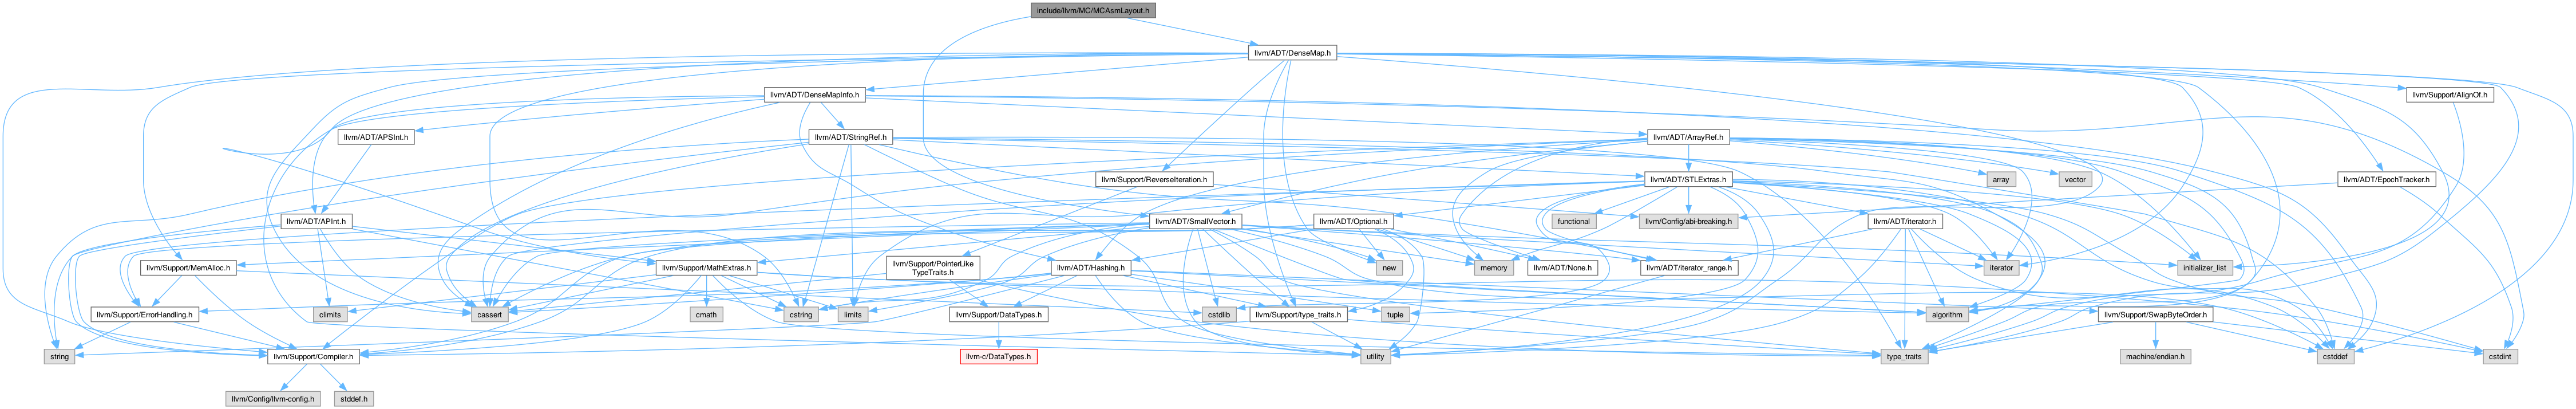 include/llvm/MC/MCAsmLayout.h
llvm/ADT/DenseMap.h
llvm/ADT/DenseMapInfo.h
llvm/Support/AlignOf.h
llvm/ADT/APSInt.h
llvm/ADT/StringRef.h
llvm/ADT/ArrayRef.h
llvm/Support/ReverseIteration.h
llvm/ADT/STLExtras.h
array
vector
llvm/ADT/EpochTracker.h
llvm/ADT/APInt.h
llvm/ADT/SmallVector.h
llvm/ADT/Optional.h
functional
llvm/Config/abi-breaking.h
llvm/ADT/iterator.h
llvm/Support/MemAlloc.h
llvm/Support/MathExtras.h
llvm/Support/PointerLike
TypeTraits.h
llvm/ADT/Hashing.h
new
memory
llvm/ADT/None.h
llvm/ADT/iterator_range.h
iterator
initializer_list
llvm/Support/ErrorHandling.h
climits
cassert
cmath
cstring
limits
cstdlib
llvm/Support/DataTypes.h
llvm/Support/type_traits.h
tuple
algorithm
llvm/Support/SwapByteOrder.h
string
llvm/Support/Compiler.h
llvm-c/DataTypes.h
utility
type_traits
machine/endian.h
cstddef
cstdint
llvm/Config/llvm-config.h
stddef.h